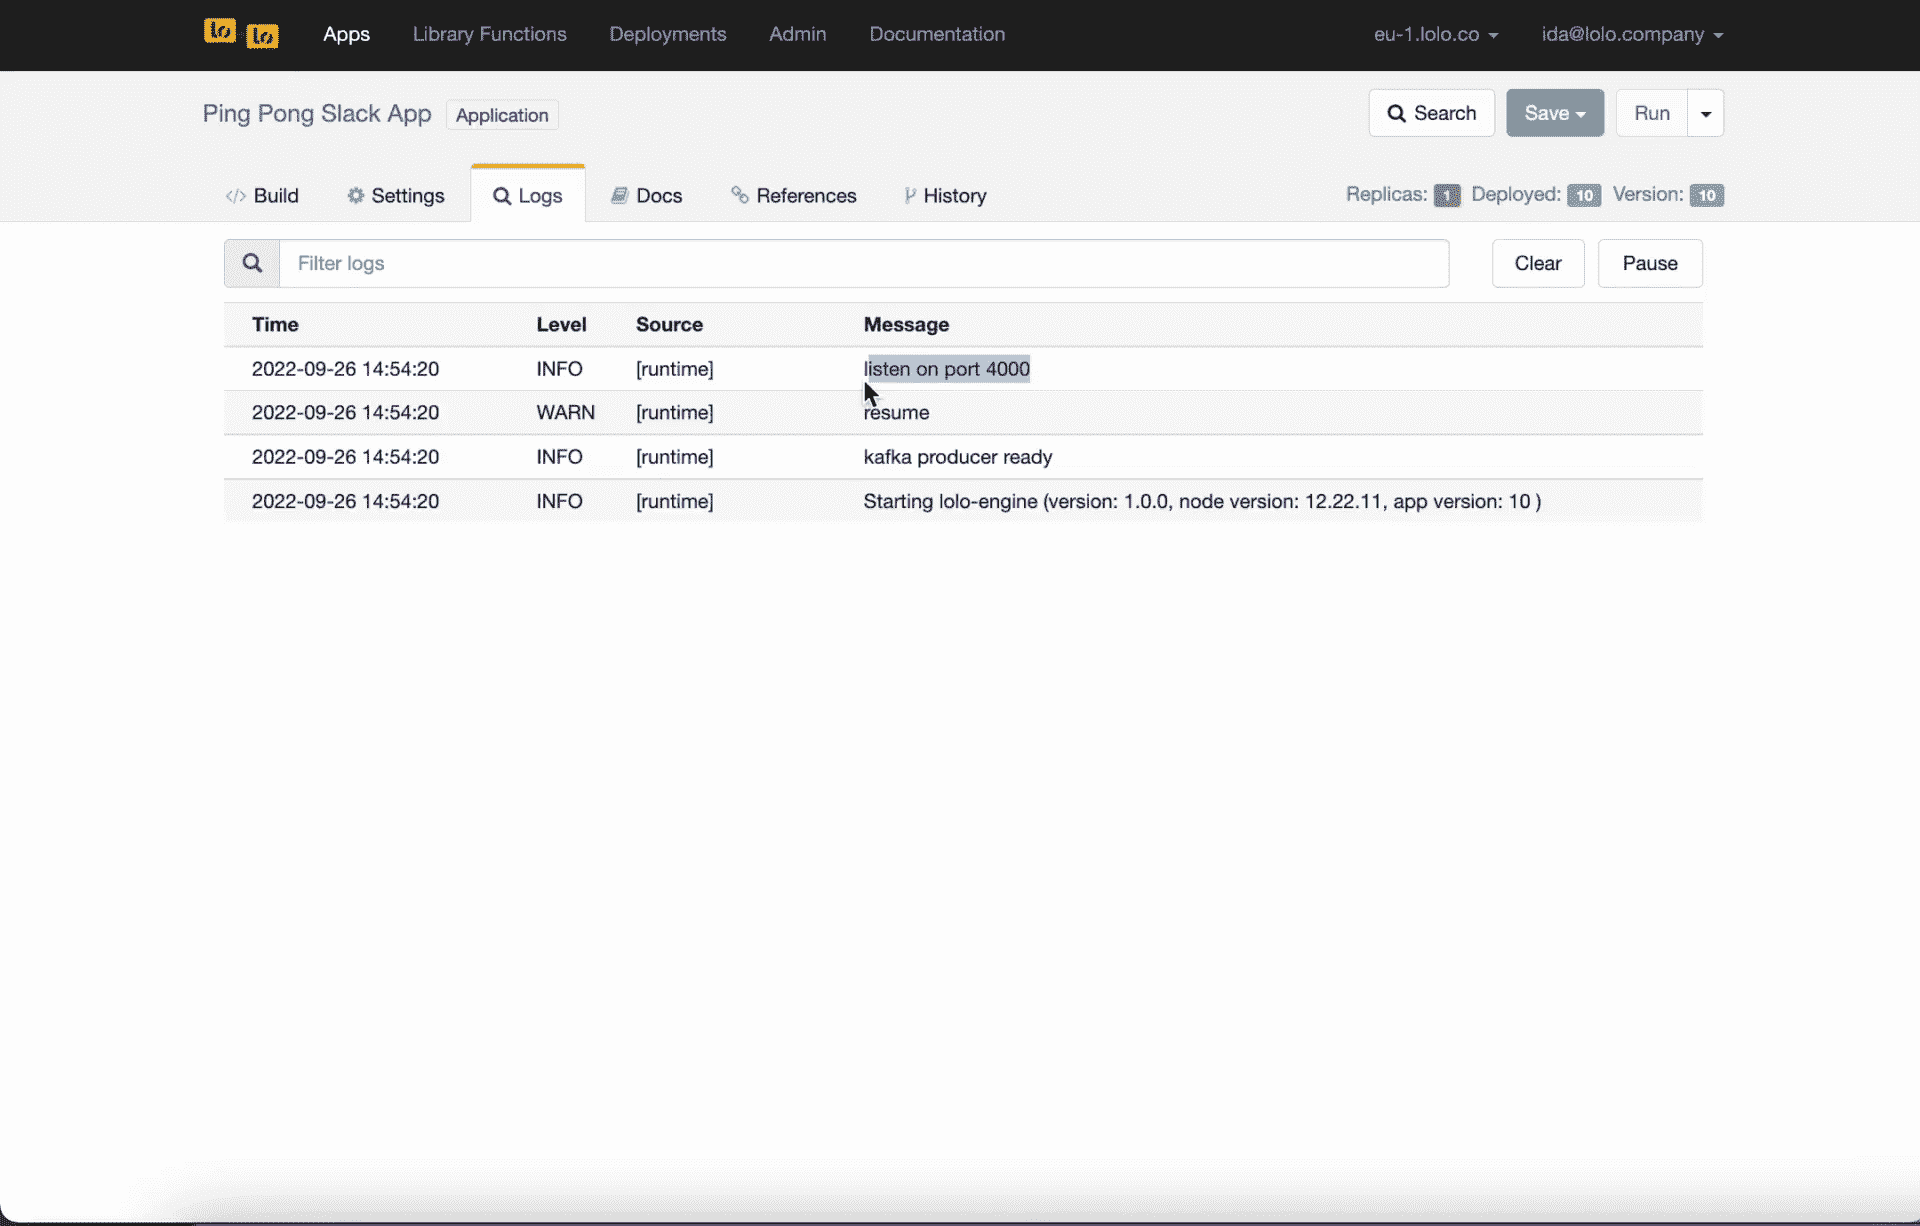 lo lo Apps Library Functions Deployments Admin Documentation eu-1.lolo.co ida@lolo.company
Ping Pong Slack App Application Search Save Run
Build Settings Logs Docs References History Replicas: 1 Deployed: 10 Version: 10
Filter logs Clear Pause
Time Level Source Message
2022-09-26 14:54:20 INFO [runtime] listen on port 4000
2022-09-26 14:54:20 WARN [runtime] resume
2022-09-26 14:54:20 INFO [runtime] kafka producer ready
2022-09-26 14:54:20 INFO [runtime] Starting lolo-engine (version: 1.0.0, node version: 12.22.11, app version: 10 )